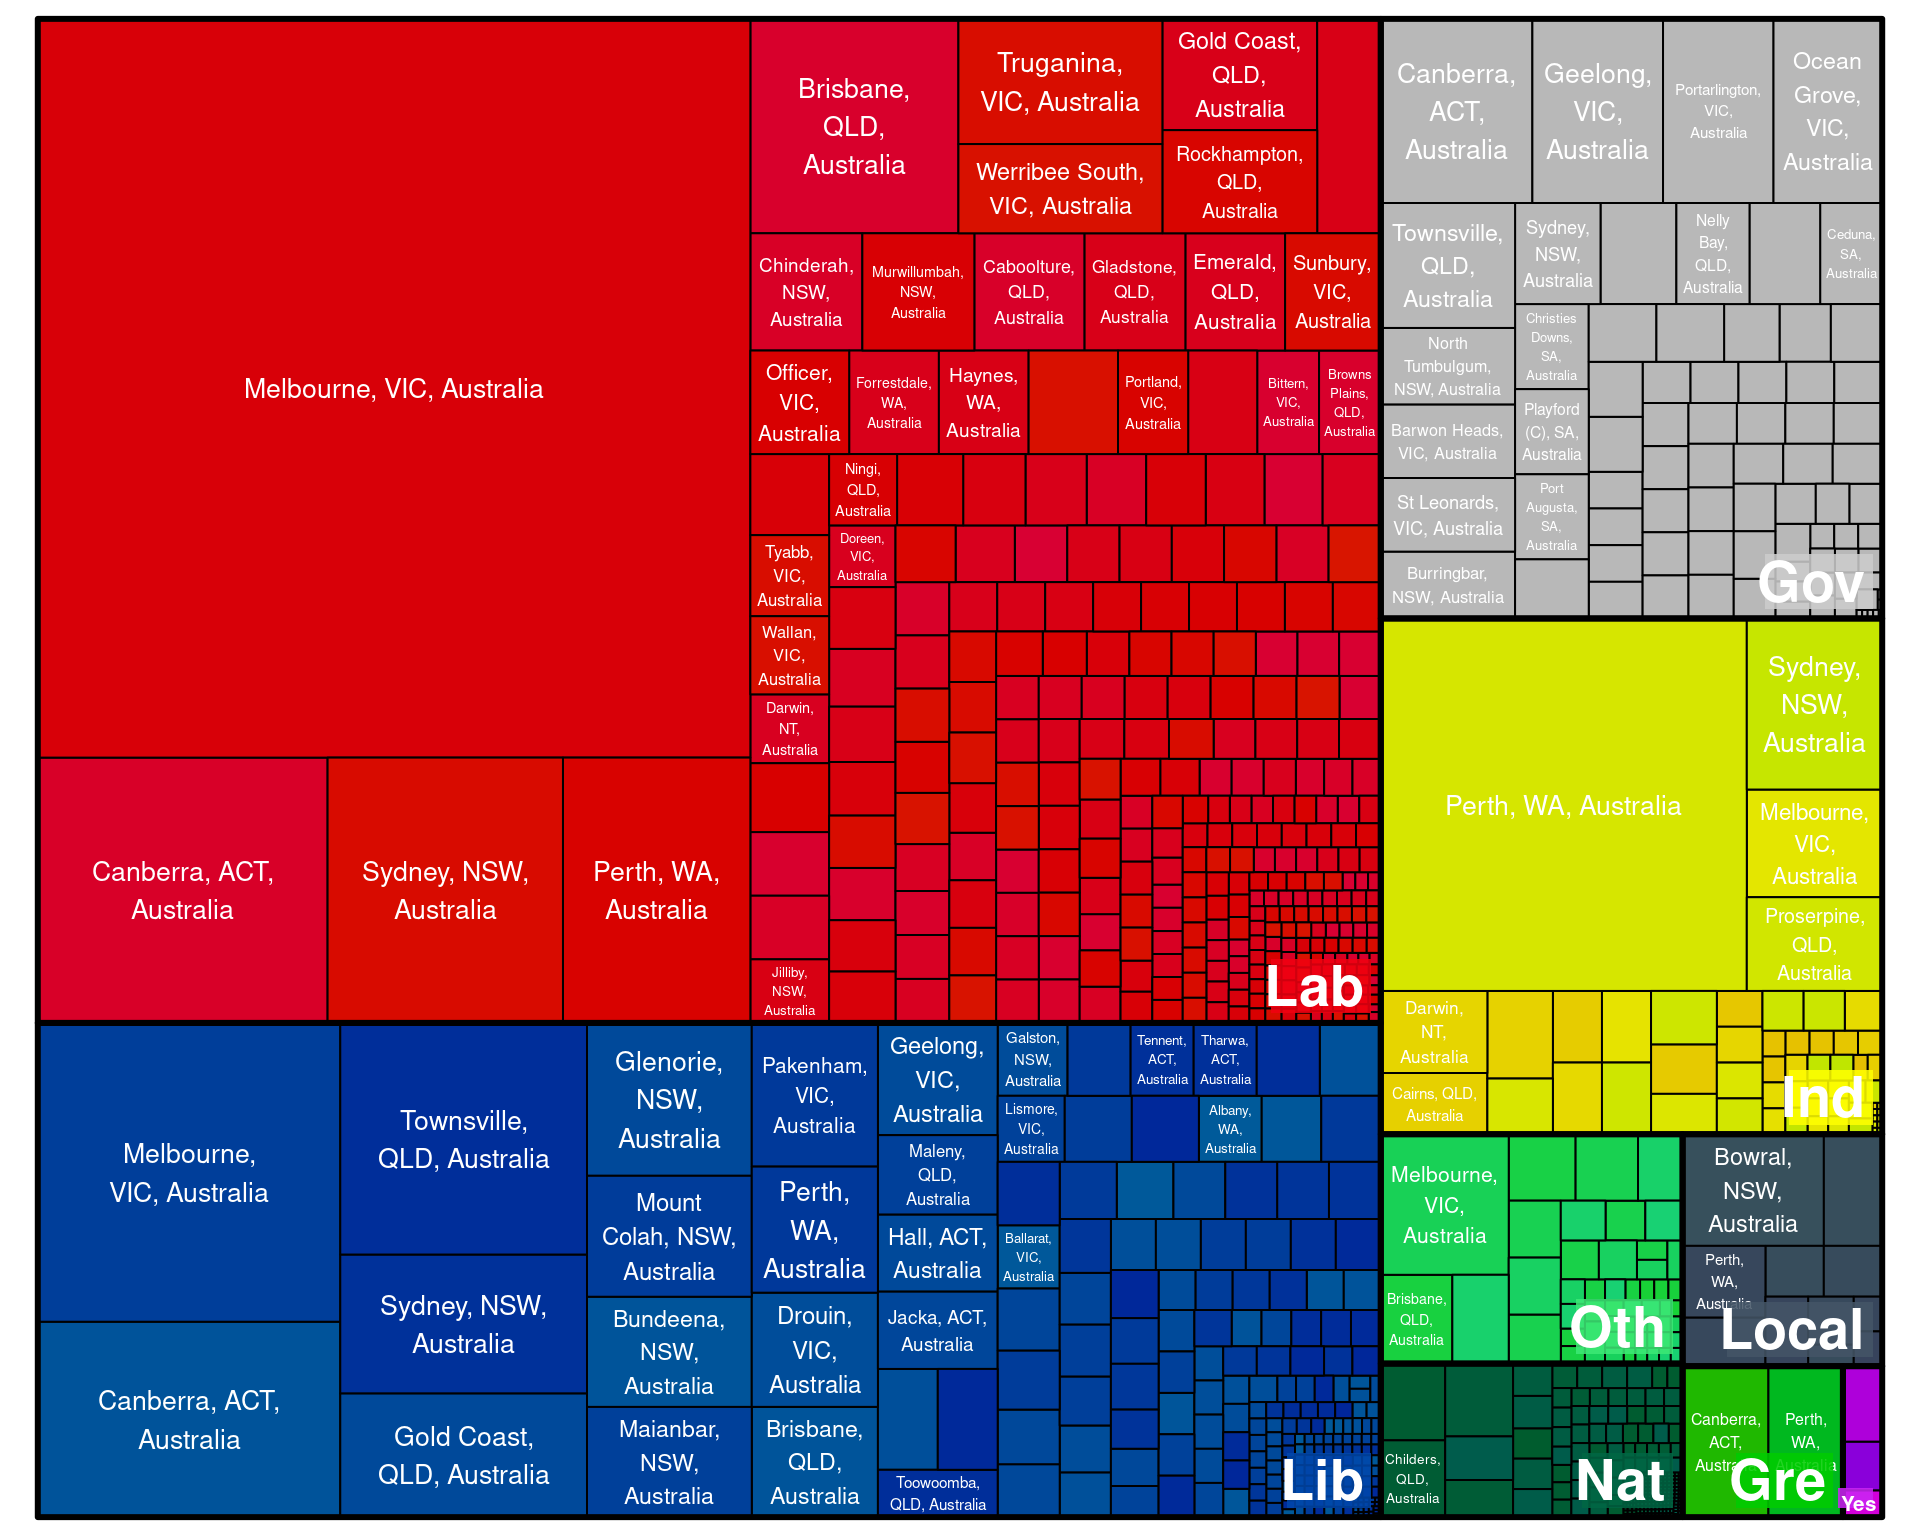 Melbourne, VIC, Australia
Canberra, ACT,
Australia
Sydney, NSW,
Australia
Perth, WA,
Australia
Brisbane,
QLD,
Australia
Truganina,
VIC, Australia
Werribee South,
VIC, Australia
Gold Coast,
QLD,
Australia
Rockhampton,
QLD,
Australia
Chinderah,
NSW,
Australia
Murwillumbah,
NSW,
Australia
Caboolture,
QLD,
Australia
Gladstone,
QLD,
Australia
Emerald,
QLD,
Australia
Sunbury,
VIC,
Australia
Officer,
VIC,
Australia
Forrestdale,
WA,
Australia
Haynes,
WA,
Australia
Portland,
VIC,
Australia
Bittern,
VIC,
Australia
Browns
Plains,
QLD,
Australia
Ningi,
QLD,
Australia
Tyabb,
VIC,
Australia
Doreen,
VIC,
Australia
Wallan,
VIC,
Australia
Darwin,
NT,
Australia
Jilliby,
NSW,
Australia
Lab
Canberra,
ACT,
Australia
Geelong,
VIC,
Australia
Portarlington,
VIC,
Australia
Ocean
Grove,
VIC,
Australia
Townsville,
QLD,
Australia
Sydney,
NSW,
Australia
Nelly
Bay,
QLD,
Australia
Ceduna,
SA,
Australia
North
Tumbulgum,
NSW, Australia
Christies
Downs,
SA,
Australia
Barwon Heads,
VIC, Australia
Playford
(C), SA,
Australia
St Leonards,
VIC, Australia
Port
Augusta,
SA,
Australia
Burringbar,
NSW, Australia
Gov
Perth, WA, Australia
Sydney,
NSW,
Australia
Melbourne,
VIC,
Australia
Proserpine,
QLD,
Australia
Darwin,
NT,
Australia
Cairns, QLD,
Australia
Ind
Melbourne,
VIC, Australia
Canberra, ACT,
Australia
Townsville,
QLD, Australia
Sydney, NSW,
Australia
Gold Coast,
QLD, Australia
Glenorie,
NSW,
Australia
Mount
Colah, NSW,
Australia
Bundeena,
NSW,
Australia
Maianbar,
NSW,
Australia
Pakenham,
VIC,
Australia
Perth,
WA,
Australia
Drouin,
VIC,
Australia
Brisbane,
QLD,
Australia
Geelong,
VIC,
Australia
Maleny,
QLD,
Australia
Hall, ACT,
Australia
Jacka, ACT,
Australia
Toowoomba,
QLD, Australia
Galston,
NSW,
Australia
Tennent,
ACT,
Australia
Tharwa,
ACT,
Australia
Lismore,
VIC,
Australia
Albany,
WA,
Australia
Ballarat,
VIC,
Australia
Lib
Melbourne,
VIC,
Australia
Brisbane,
QLD,
Australia
Oth
Bowral,
NSW,
Australia
Perth,
WA,
Australia
Local
Childers,
QLD,
Australia
Nat
Canberra,
ACT,
Australia
Perth,
WA,
Australia
Gre
Yes